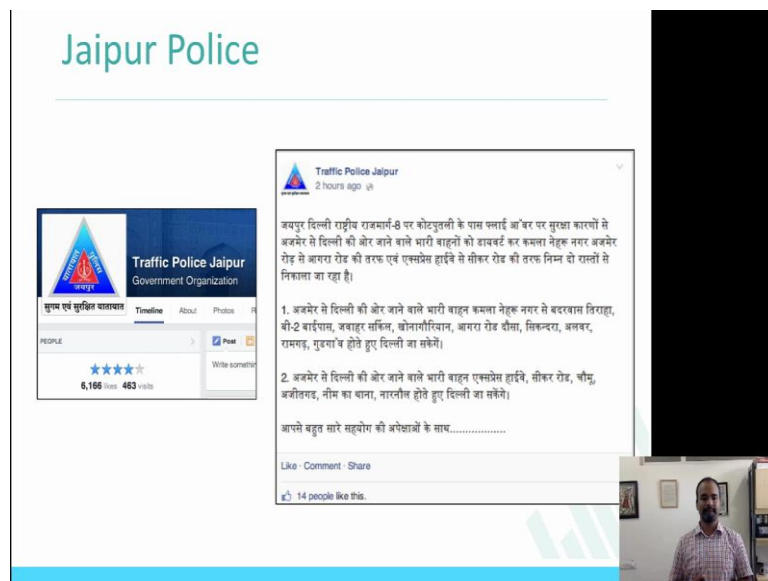 Jaipur Police
यातायात पुलिस
जयपुर
सुगम एवं सुरक्षित यातायात
Traffic Police Jaipur
Government Organization
Timeline About Photos R
PEOPLE
6,166 likes 463 visits
Post
Write somethin
Traffic Police Jaipur
2 hours ago
जयपुर दिल्ली राष्ट्रीय राजमार्ग-8 पर कोटपुतली के पास फ्लाई आॅवर पर सुरक्षा कारणों से
अजमेर से दिल्ली की ओर जाने वाले भारी वाहनों को डायवर्ट कर कमला नेहरू नगर अजमेर
रोड़ से आगरा रोड की तरफ एवं एक्सप्रेस हाईवे से सीकर रोड की तरफ निम्न दो रास्तों से
निकाला जा रहा है।
1. अजमेर से दिल्ली की ओर जाने वाले भारी वाहन कमला नेहरू नगर से बदरवास तिराहा,
बी-2 बाईपास, जवाहर सर्किल, खोनागौरियान, आगरा रोड दौसा, सिकन्दरा, अलवर,
रामगढ़, गुडगाॅव होते हुए दिल्ली जा सकेगें।
2. अजमेर से दिल्ली की ओर जाने वाले भारी वाहन एक्सप्रेस हाईवे, सीकर रोड, चौमू,
अजीतगढ, नीम का थाना, नारनौल होते हुए दिल्ली जा सकेंगे।
आपसे बहुत सारे सहयोग की अपेक्षाओं के साथ..................
Like · Comment · Share
14 people like this.